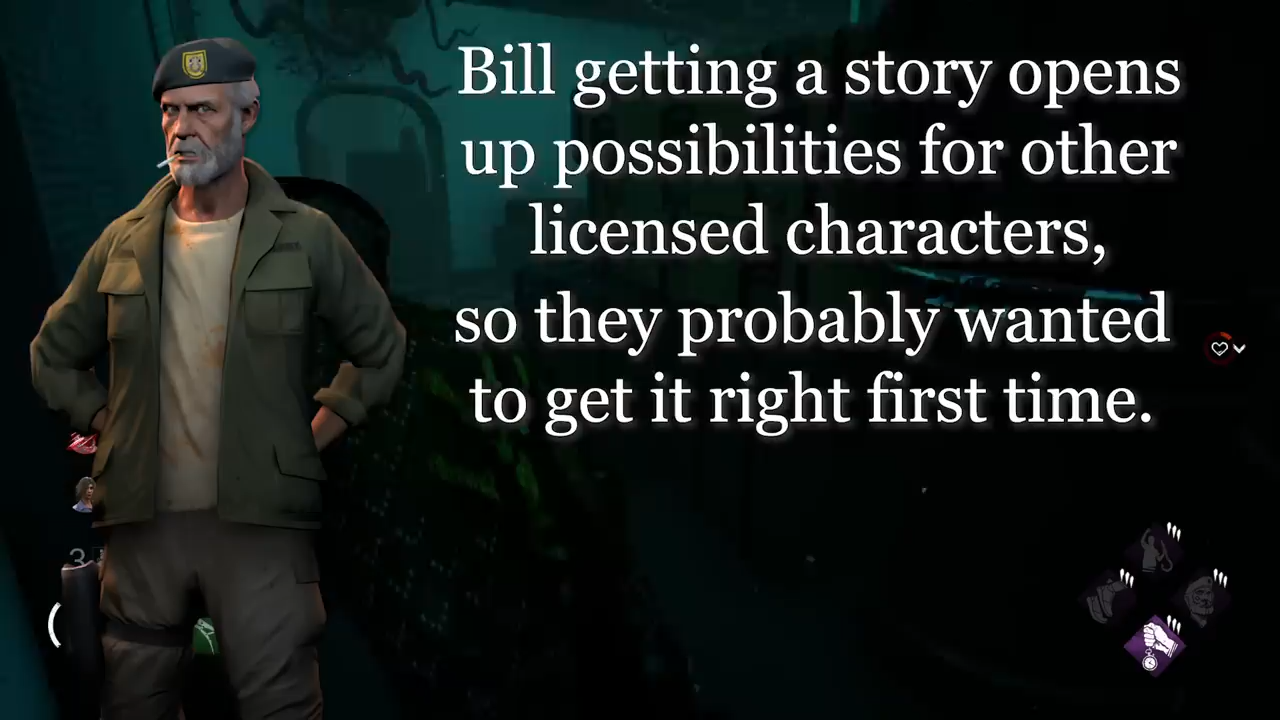 Bill getting a story opens
up possibilities for other
licensed characters,
so they probably wanted
to get it right first time.
3